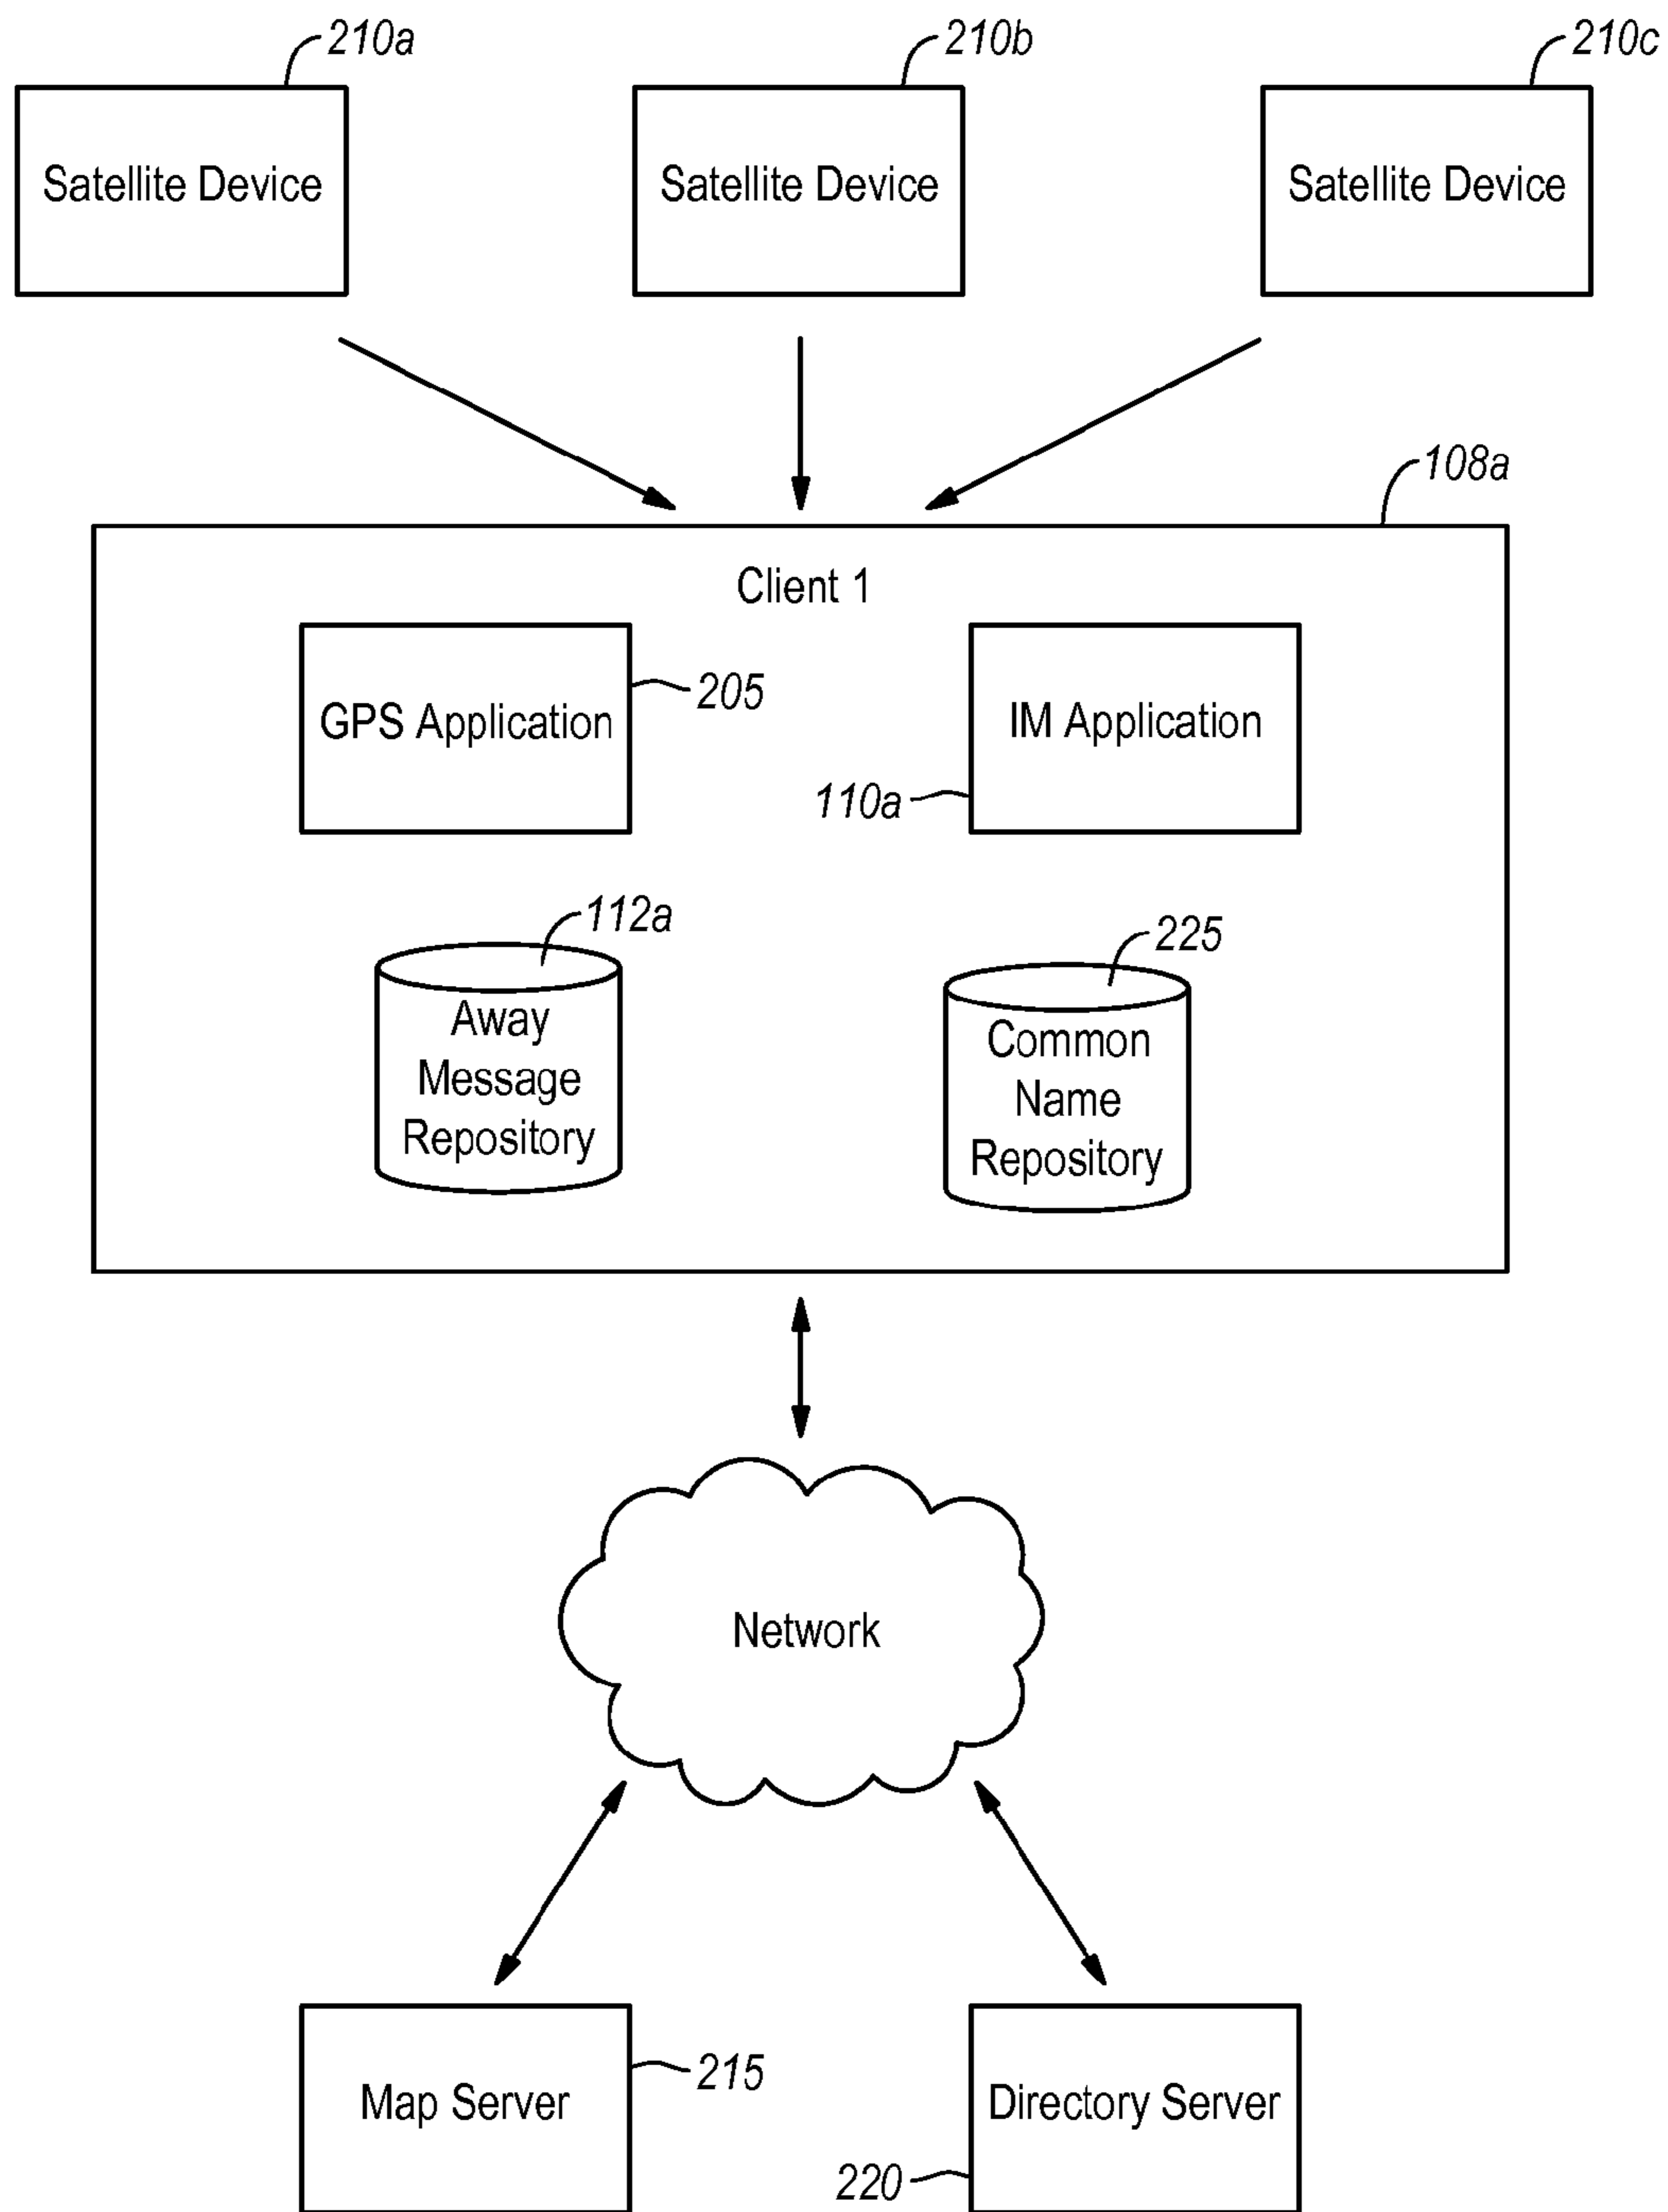 210a
210b
210c
Satellite Device
Satellite Device
Satellite Device
108a
Client 1
GPS Application
205
IM Application
110a
112a
225
Away
Message
Repository
Common
Name
Repository
Network
Map Server
215
Directory Server
220